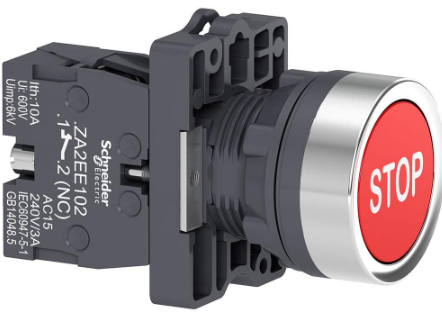 Ith:10A
Ui: 600V
Uimp:6kV
Schneider
Electric
ZA2EE102
.1 .2 (NC)
AC15
240V/3A
IEC60947-5-1
GB14048.5
STOP